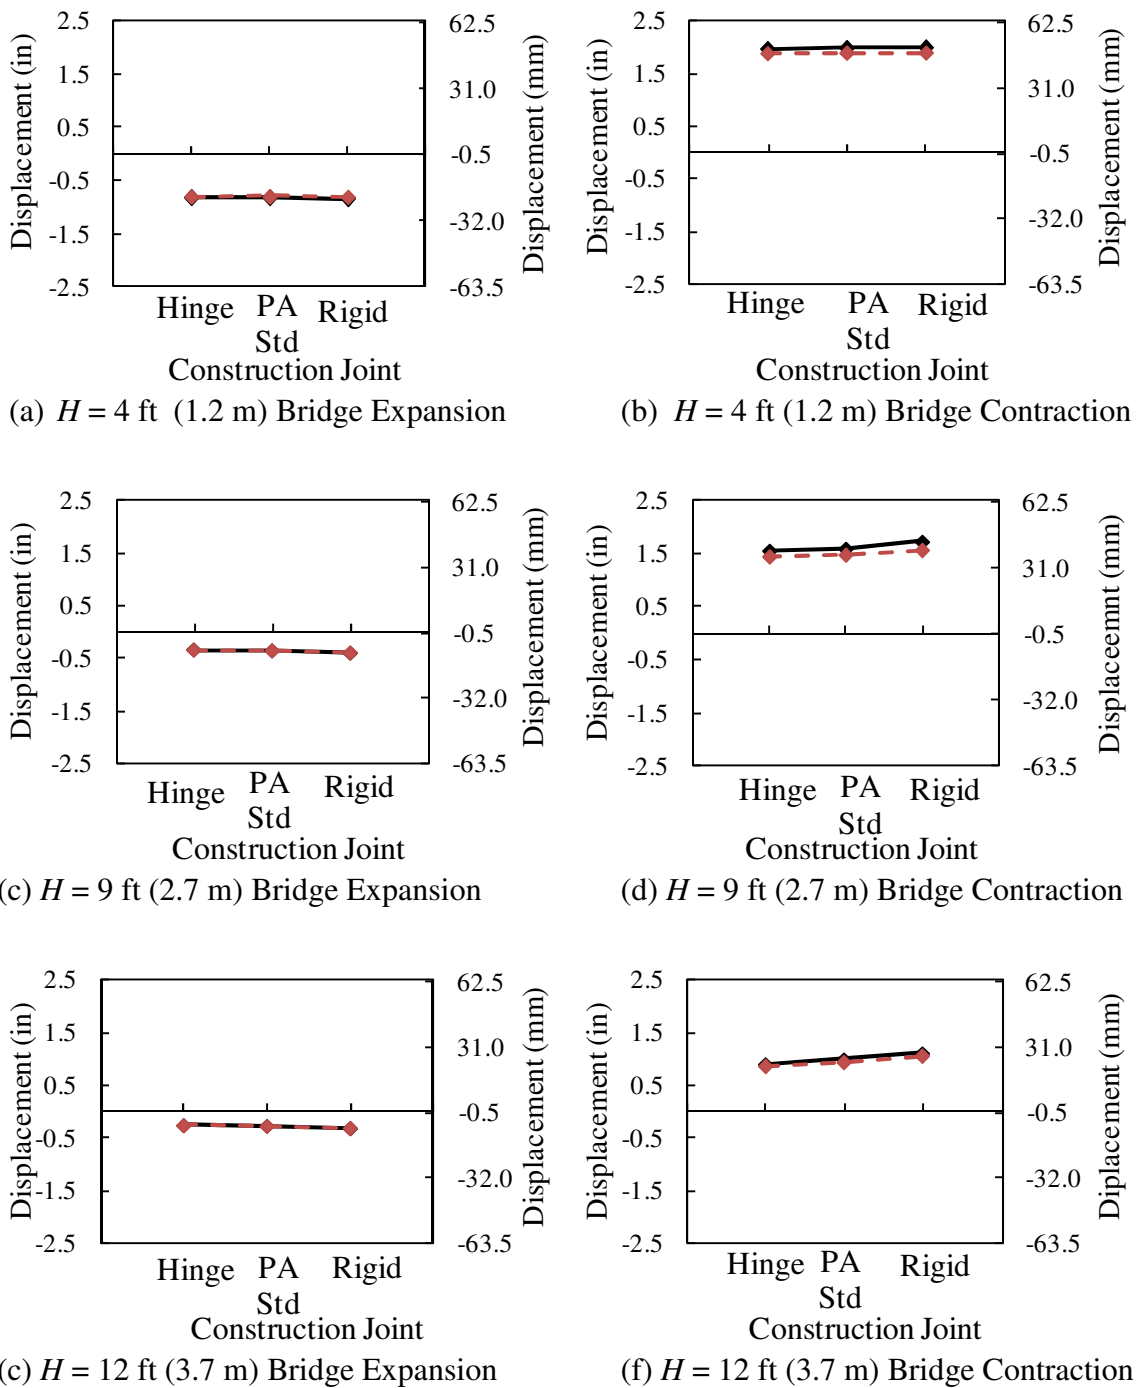 Displacement (in)
2.5
1.5
0.5
-0.5
-1.5
-2.5
62.5
31.0
-0.5
-32.0
-63.5
Displacement (mm)
Hinge PA Std Rigid
Construction Joint
(a) H = 4 ft (1.2 m) Bridge Expansion
Displacement (in)
2.5
1.5
0.5
-0.5
-1.5
-2.5
62.5
31.0
-0.5
-32.0
-63.5
Displacement (mm)
Hinge PA Std Rigid
Construction Joint
(b) H = 4 ft (1.2 m) Bridge Contraction
Displacement (in)
2.5
1.5
0.5
-0.5
-1.5
-2.5
62.5
31.0
-0.5
-32.0
-63.5
Displacement (mm)
Hinge PA Std Rigid
Construction Joint
(c) H = 9 ft (2.7 m) Bridge Expansion
Displacement (in)
2.5
1.5
0.5
-0.5
-1.5
-2.5
62.5
31.0
-0.5
-32.0
-63.5
Displaceemnt (mm)
Hinge PA Std Rigid
Construction Joint
(d) H = 9 ft (2.7 m) Bridge Contraction
Displacement (in)
2.5
1.5
0.5
-0.5
-1.5
-2.5
62.5
31.0
-0.5
-32.0
-63.5
Displacement (mm)
Hinge PA Std Rigid
Construction Joint
(c) H = 12 ft (3.7 m) Bridge Expansion
Displacement (in)
2.5
1.5
0.5
-0.5
-1.5
-2.5
62.5
31.0
-0.5
-32.0
-63.5
Diplacement (mm)
Hinge PA Std Rigid
Construction Joint
(f) H = 12 ft (3.7 m) Bridge Contraction